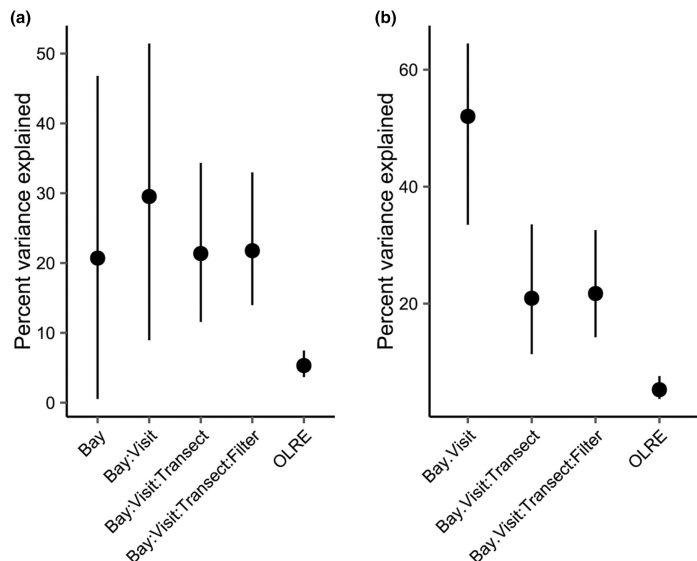 (a)
Percent variance explained
50
40
30
20
10
0
Bay
Bay:Visit
Bay:Visit:Transect
Bay:Visit:Transect:Filter
OLRE
(b)
Percent variance explained
60
40
20
Bay:Visit
Bay:Visit:Transect
Bay:Visit:Transect:Filter
OLRE